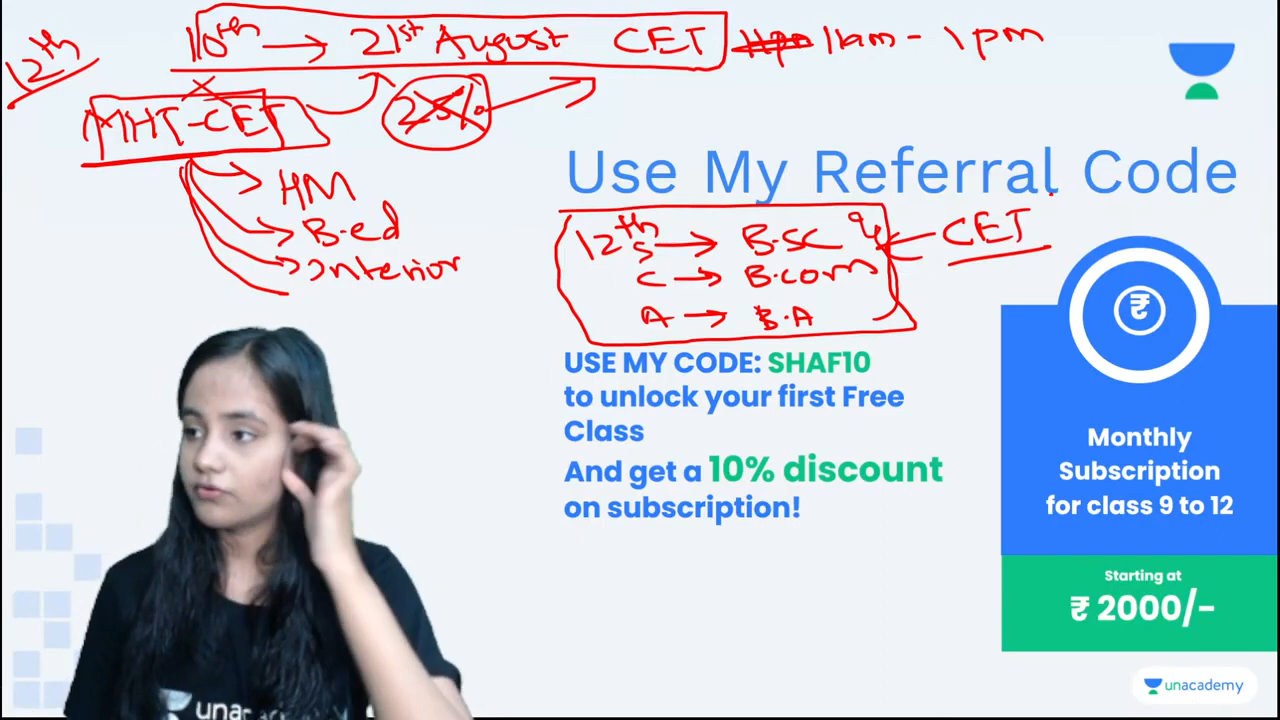 12th
10th → 21st August CET 11am - 1pm
MHT-CET 25%
HM
B.ed
Interior
Use My Referral Code
12th
S → B.SC % ← CET
C → B.com
A → B.A
USE MY CODE: SHAF10
to unlock your first Free
Class
And get a 10% discount
on subscription!
₹
Monthly
Subscription
for class 9 to 12
Starting at
₹ 2000/-
unacademy